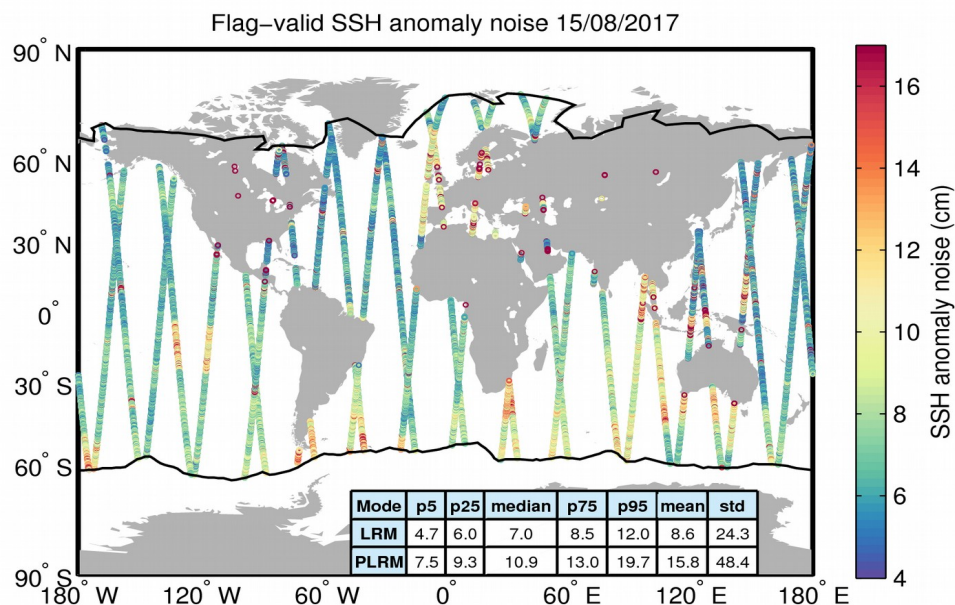 Flag−valid SSH anomaly noise 15/08/2017
90° N
60° N
30° N
0°
30° S
60° S
90° S
180° W
120° W
60° W
0°
60° E
120° E
180° E
16
14
12
10
8
6
4
SSH anomaly noise (cm)
Mode p5 p25 median p75 p95 mean std
LRM 4.7 6.0 7.0 8.5 12.0 8.6 24.3
PLRM 7.5 9.3 10.9 13.0 19.7 15.8 48.4